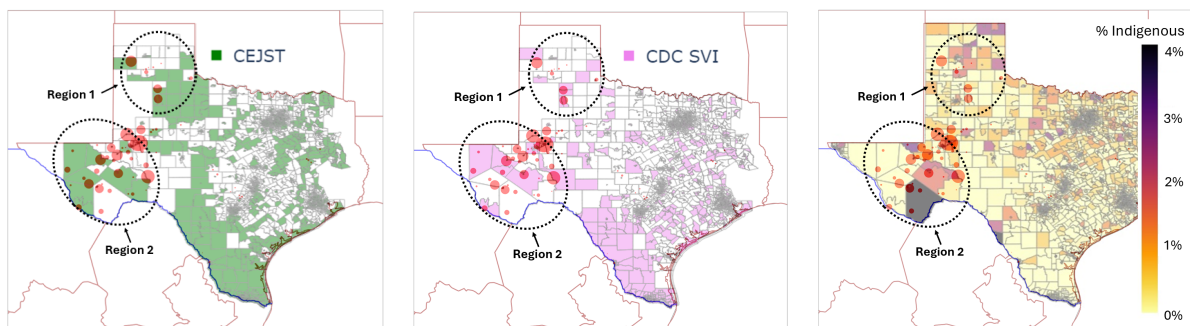 CEJST
Region 1
Region 2
CDC SVI
Region 1
Region 2
% Indigenous
4%
3%
2%
1%
0%
Region 1
Region 2